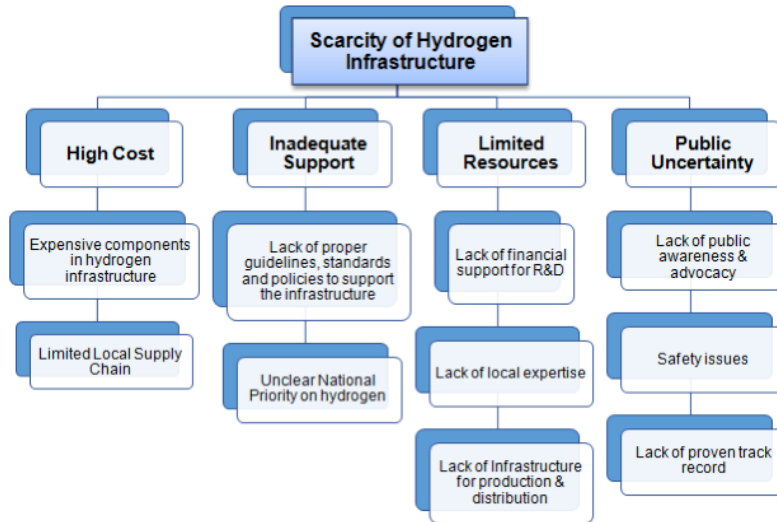 Scarcity of Hydrogen
Infrastructure
High Cost
Expensive components
in hydrogen
infrastructure
Limited Local Supply
Chain
Inadequate
Support
Lack of proper
guidelines, standards
and policies to support
the infrastructure
Unclear National
Priority on hydrogen
Limited
Resources
Lack of financial
support for R&D
Lack of local expertise
Lack of Infrastructure
for production &
distribution
Public
Uncertainty
Lack of public
awareness &
advocacy
Safety issues
Lack of proven track
record